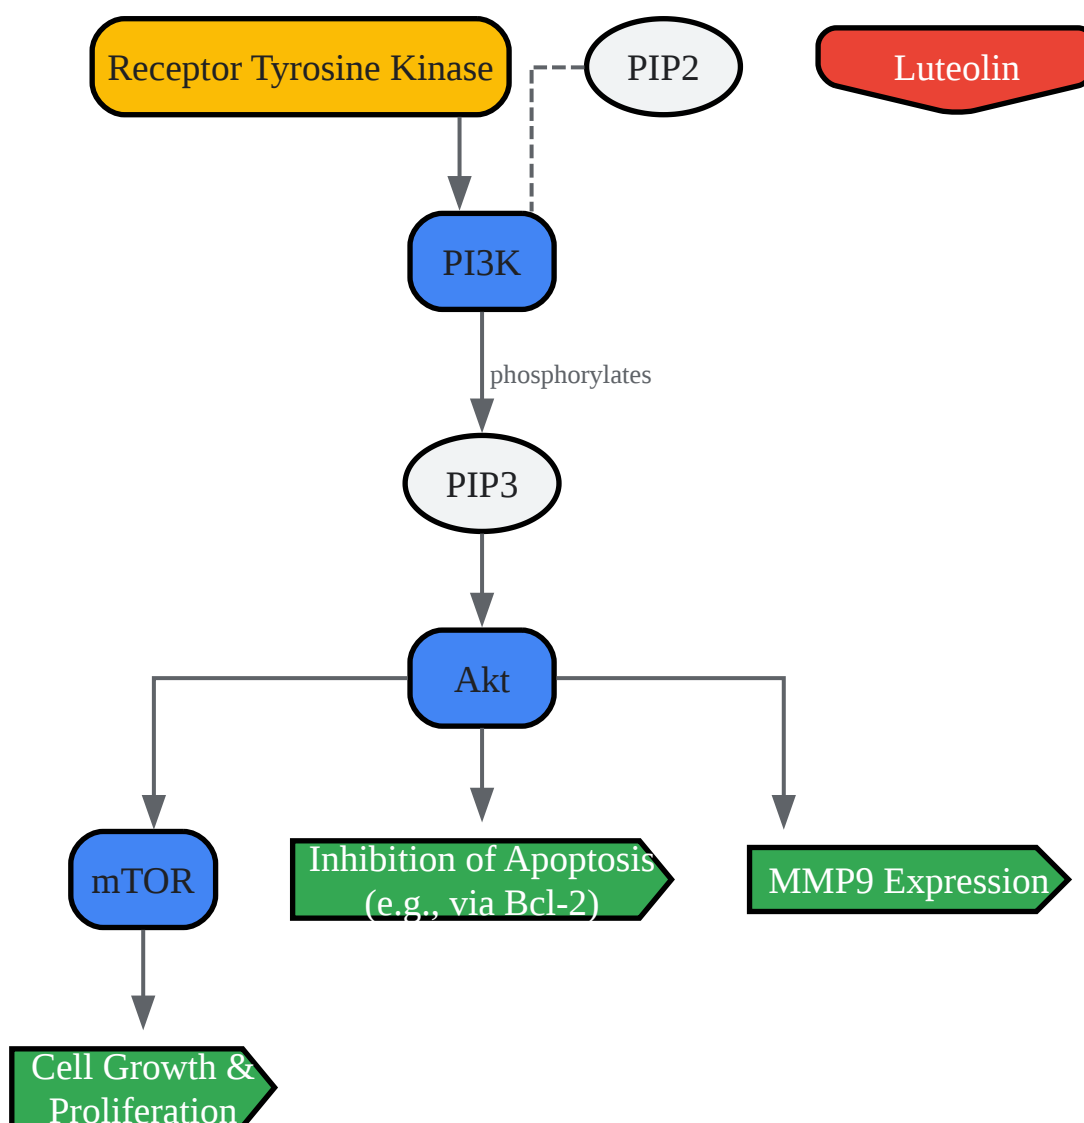 Receptor Tyrosine Kinase
PIP2
Luteolin
PI3K
phosphorylates
PIP3
Akt
mTOR
Inhibition of Apoptosis
(e.g., via Bcl-2)
MMP9 Expression
Cell Growth &
Proliferation